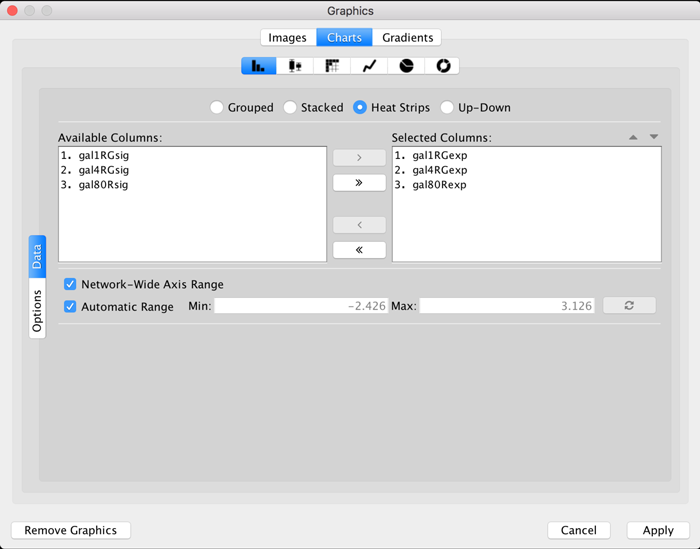 Graphics
Images Charts Gradients
Grouped Stacked Heat Strips Up-Down
Available Columns: Selected Columns:
1. gal1RGsig > 1. gal1RGexp
2. gal4RGsig 2. gal4RGexp
3. gal80Rsig » 3. gal80Rexp
<
«
Data
Options
Network-Wide Axis Range
Automatic Range Min: -2.426 Max: 3.126
Remove Graphics Cancel Apply